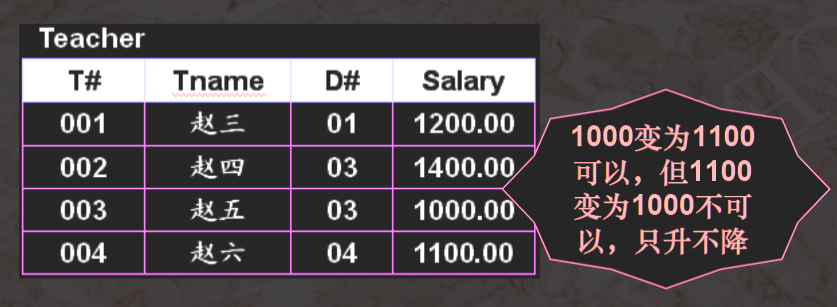 Teacher
T# Tname D# Salary
001 赵三 01 1200.00
002 赵四 03 1400.00
003 赵五 03 1000.00
004 赵六 04 1100.00
1000变为1100
可以，但1100
变为1000不可
以，只升不降